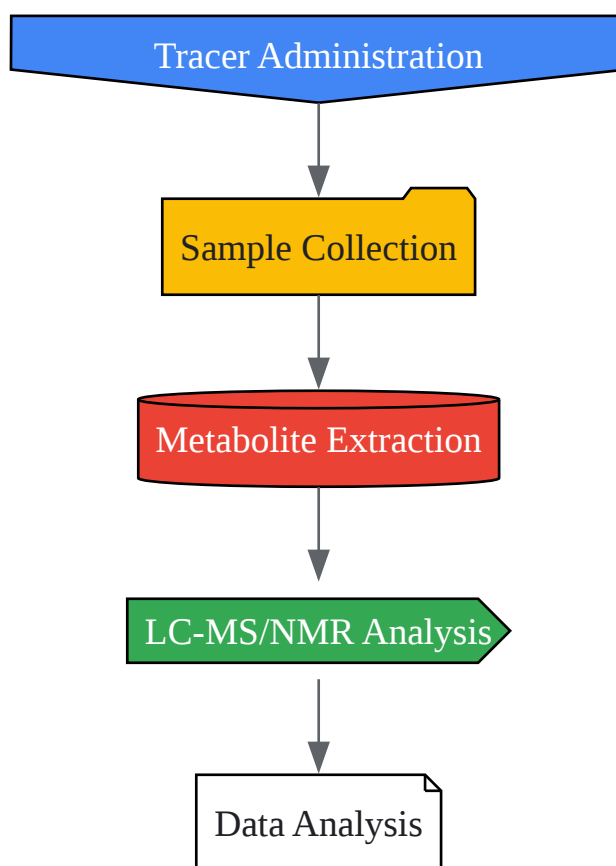 Tracer Administration
Sample Collection
Metabolite Extraction
LC-MS/NMR Analysis
Data Analysis